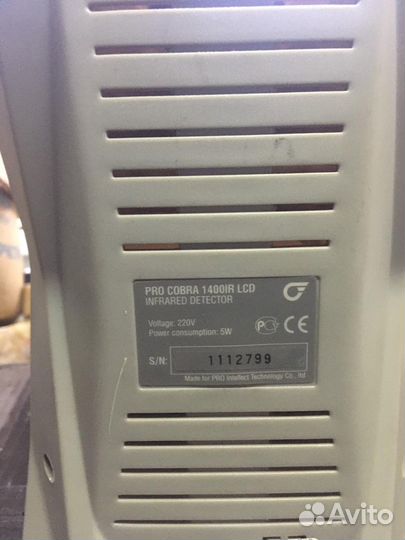 PRO COBRA 1400IR LCD
INFRARED DETECTOR
Voltage: 220V
Power consumption: 5W
S/N: 1112799
Made for PRO Intellect Technology Co., ltd
Avito